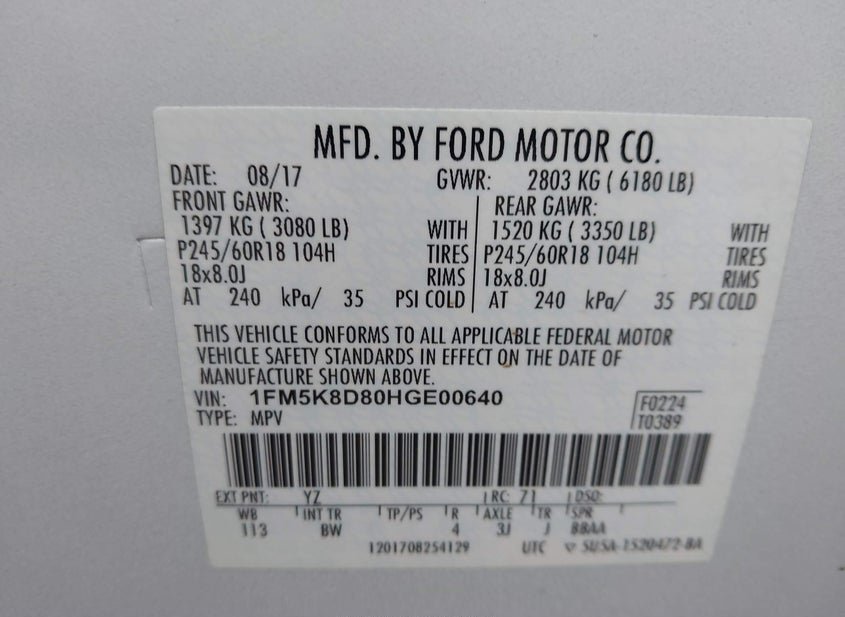 MFD. BY FORD MOTOR CO.
DATE: 08/17 GVWR: 2803 KG ( 6180 LB)
FRONT GAWR: REAR GAWR:
1397 KG ( 3080 LB) WITH 1520 KG ( 3350 LB) WITH
P245/60R18 104H TIRES P245/60R18 104H TIRES
18x8.0J RIMS 18x8.0J RIMS
AT 240 kPa/ 35 PSI COLD AT 240 kPa/ 35 PSI COLD
THIS VEHICLE CONFORMS TO ALL APPLICABLE FEDERAL MOTOR
VEHICLE SAFETY STANDARDS IN EFFECT ON THE DATE OF
MANUFACTURE SHOWN ABOVE.
VIN: 1FM5K8D80HGE00640 F0224
TYPE: MPV T0389
EXT PNT: YZ RC: 71 DSO:
WB INT TR TP/PS R AXLE TR SPR
113 BW 4 3J J BBAA
1201708254129 UTC ▽ 5USA-1520472-BA